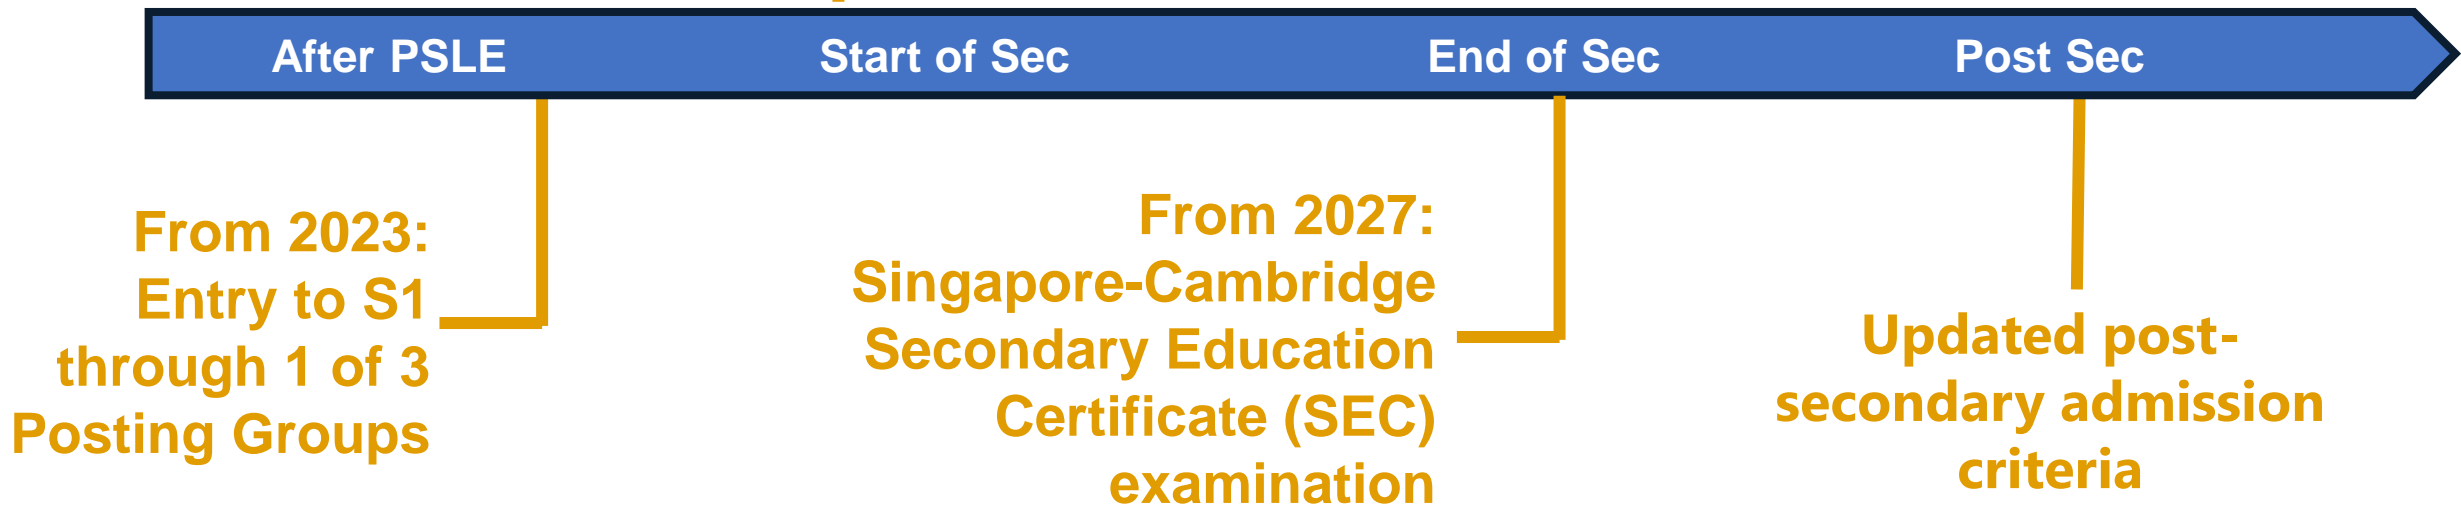 After PSLE
Start of Sec
End of Sec
Post Sec
From 2023:
Entry to S1
through 1 of 3
Posting Groups
From 2027:
Singapore-Cambridge
Secondary Education
Certificate (SEC)
examination
Updated post-
secondary admission
criteria